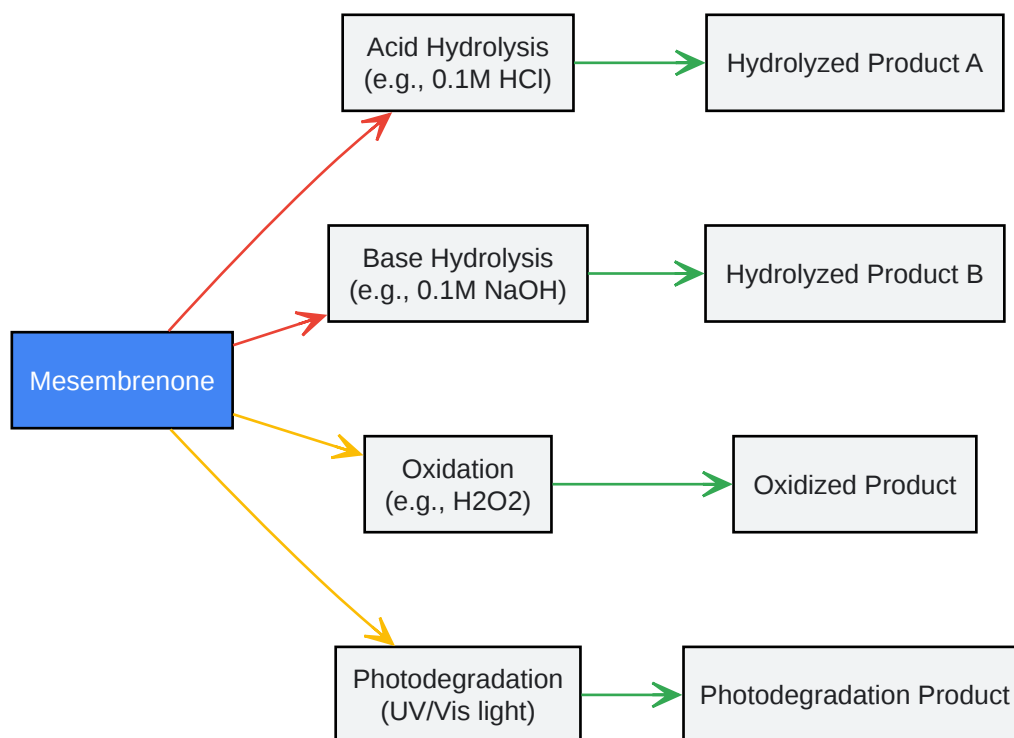 Acid Hydrolysis
(e.g., 0.1M HCl)
Hydrolyzed Product A
Base Hydrolysis
(e.g., 0.1M NaOH)
Hydrolyzed Product B
Mesembrenone
Oxidation
(e.g., H2O2)
Oxidized Product
Photodegradation
(UV/Vis light)
Photodegradation Product